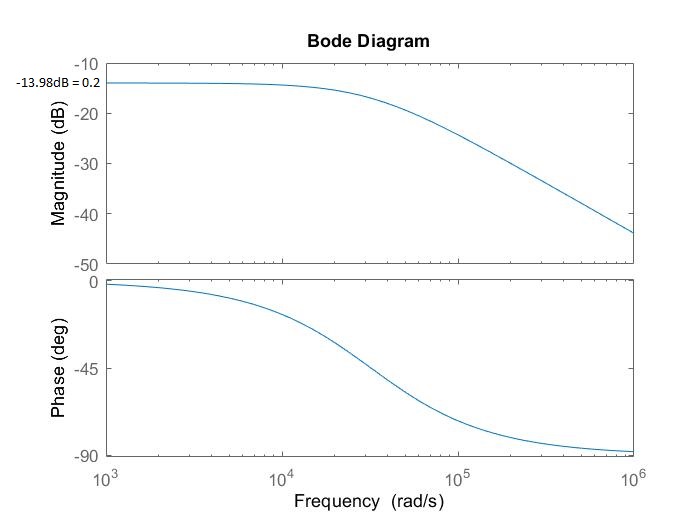 Bode Diagram
-10
-13.98dB = 0.2
-20
-30
-40
-50
Magnitude (dB)
0
-45
-90
Phase (deg)
10^3 10^4 10^5 10^6
Frequency (rad/s)